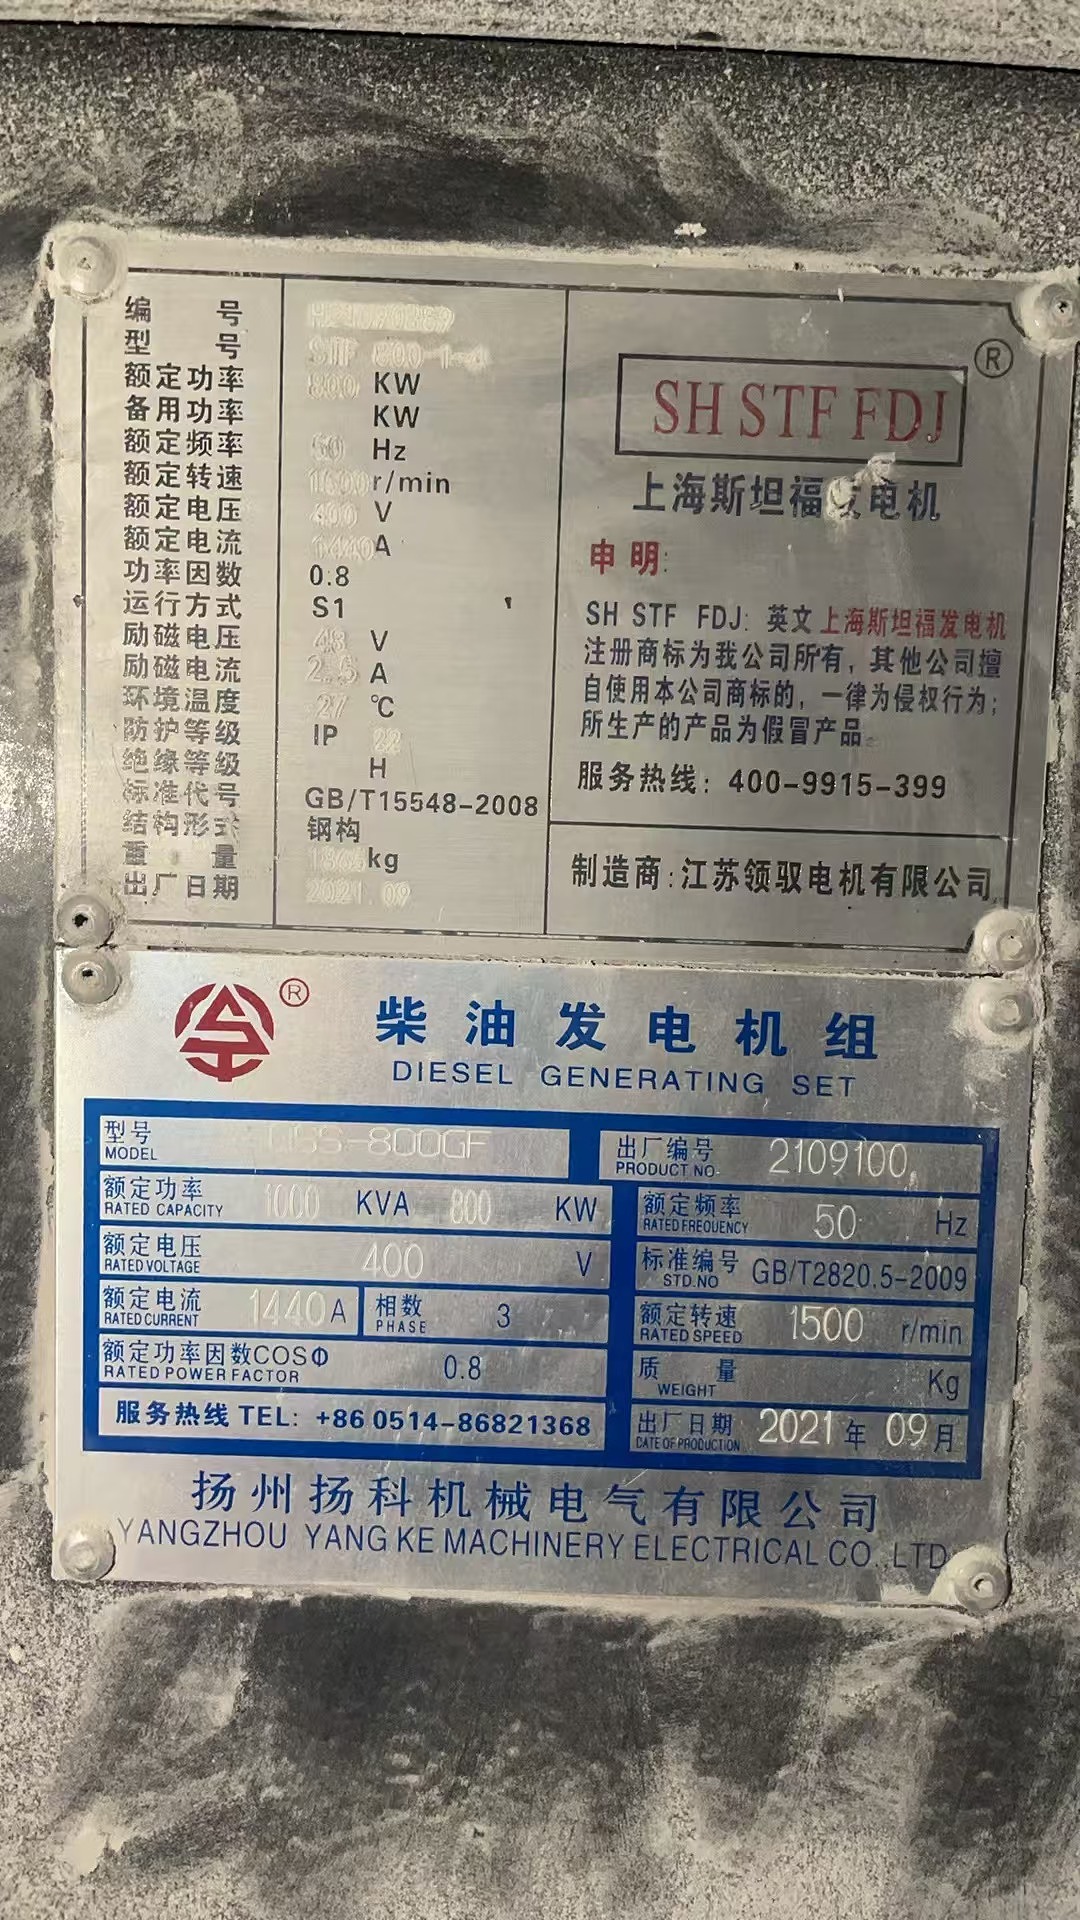 编号
型号 STF 800-1-4
额定功率 800 KW
备用功率 KW
额定频率 50 Hz
额定转速 r/min
额定电压 400 V
额定电流 1440 A
功率因数 0.8
运行方式 S1
励磁电压 V
励磁电流 A
环境温度 27 ℃
防护等级 IP 22
绝缘等级 H
标准代号 GB/T15548-2008
结构形式 钢构
重量 kg
出厂日期 2021.09
®
SH STF FDJ
上海斯坦福发电机
申明:
SH STF FDJ: 英文上海斯坦福发电机
注册商标为我公司所有, 其他公司擅
自使用本公司商标的, 一律为侵权行为;
所生产的产品为假冒产品。
服务热线: 400-9915-399
制造商:江苏领驭电机有限公司
®
柴油发电机组
DIESEL GENERATING SET
型号 -800GF
MODEL
出厂编号 2109100
PRODUCT NO.
额定功率 1000 KVA 800 KW
RATED CAPACITY
额定频率 50 Hz
RATED FREQUENCY
额定电压 400 V
RATED VOLTAGE
标准编号 GB/T2820.5-2009
STD.NO
额定电流 1440 A
RATED CURRENT
相数 3
PHASE
额定转速 1500 r/min
RATED SPEED
额定功率因数COSΦ 0.8
RATED POWER FACTOR
质量 Kg
WEIGHT
服务热线 TEL: +86 0514-86821368
出厂日期 2021 年 09 月
DATE OF PRODUCTION
扬州扬科机械电气有限公司
YANGZHOU YANG KE MACHINERY ELECTRICAL CO.,LTD